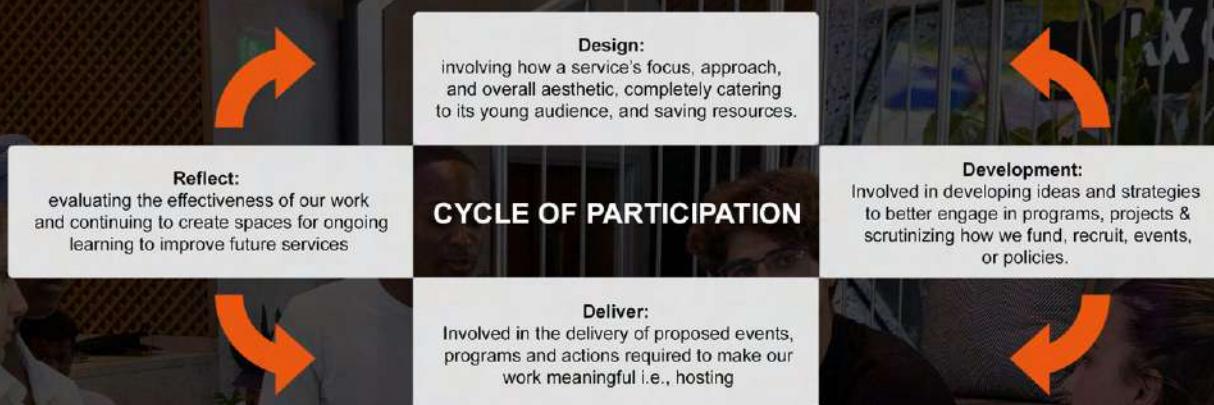 Design:
involving how a service's focus, approach,
and overall aesthetic, completely catering
to its young audience, and saving resources.
Reflect:
evaluating the effectiveness of our work
and continuing to create spaces for ongoing
learning to improve future services
CYCLE OF PARTICIPATION
Development:
Involved in developing ideas and strategies
to better engage in programs, projects &
scrutinizing how we fund, recruit, events,
or policies.
Deliver:
Involved in the delivery of proposed events,
programs and actions required to make our
work meaningful i.e., hosting